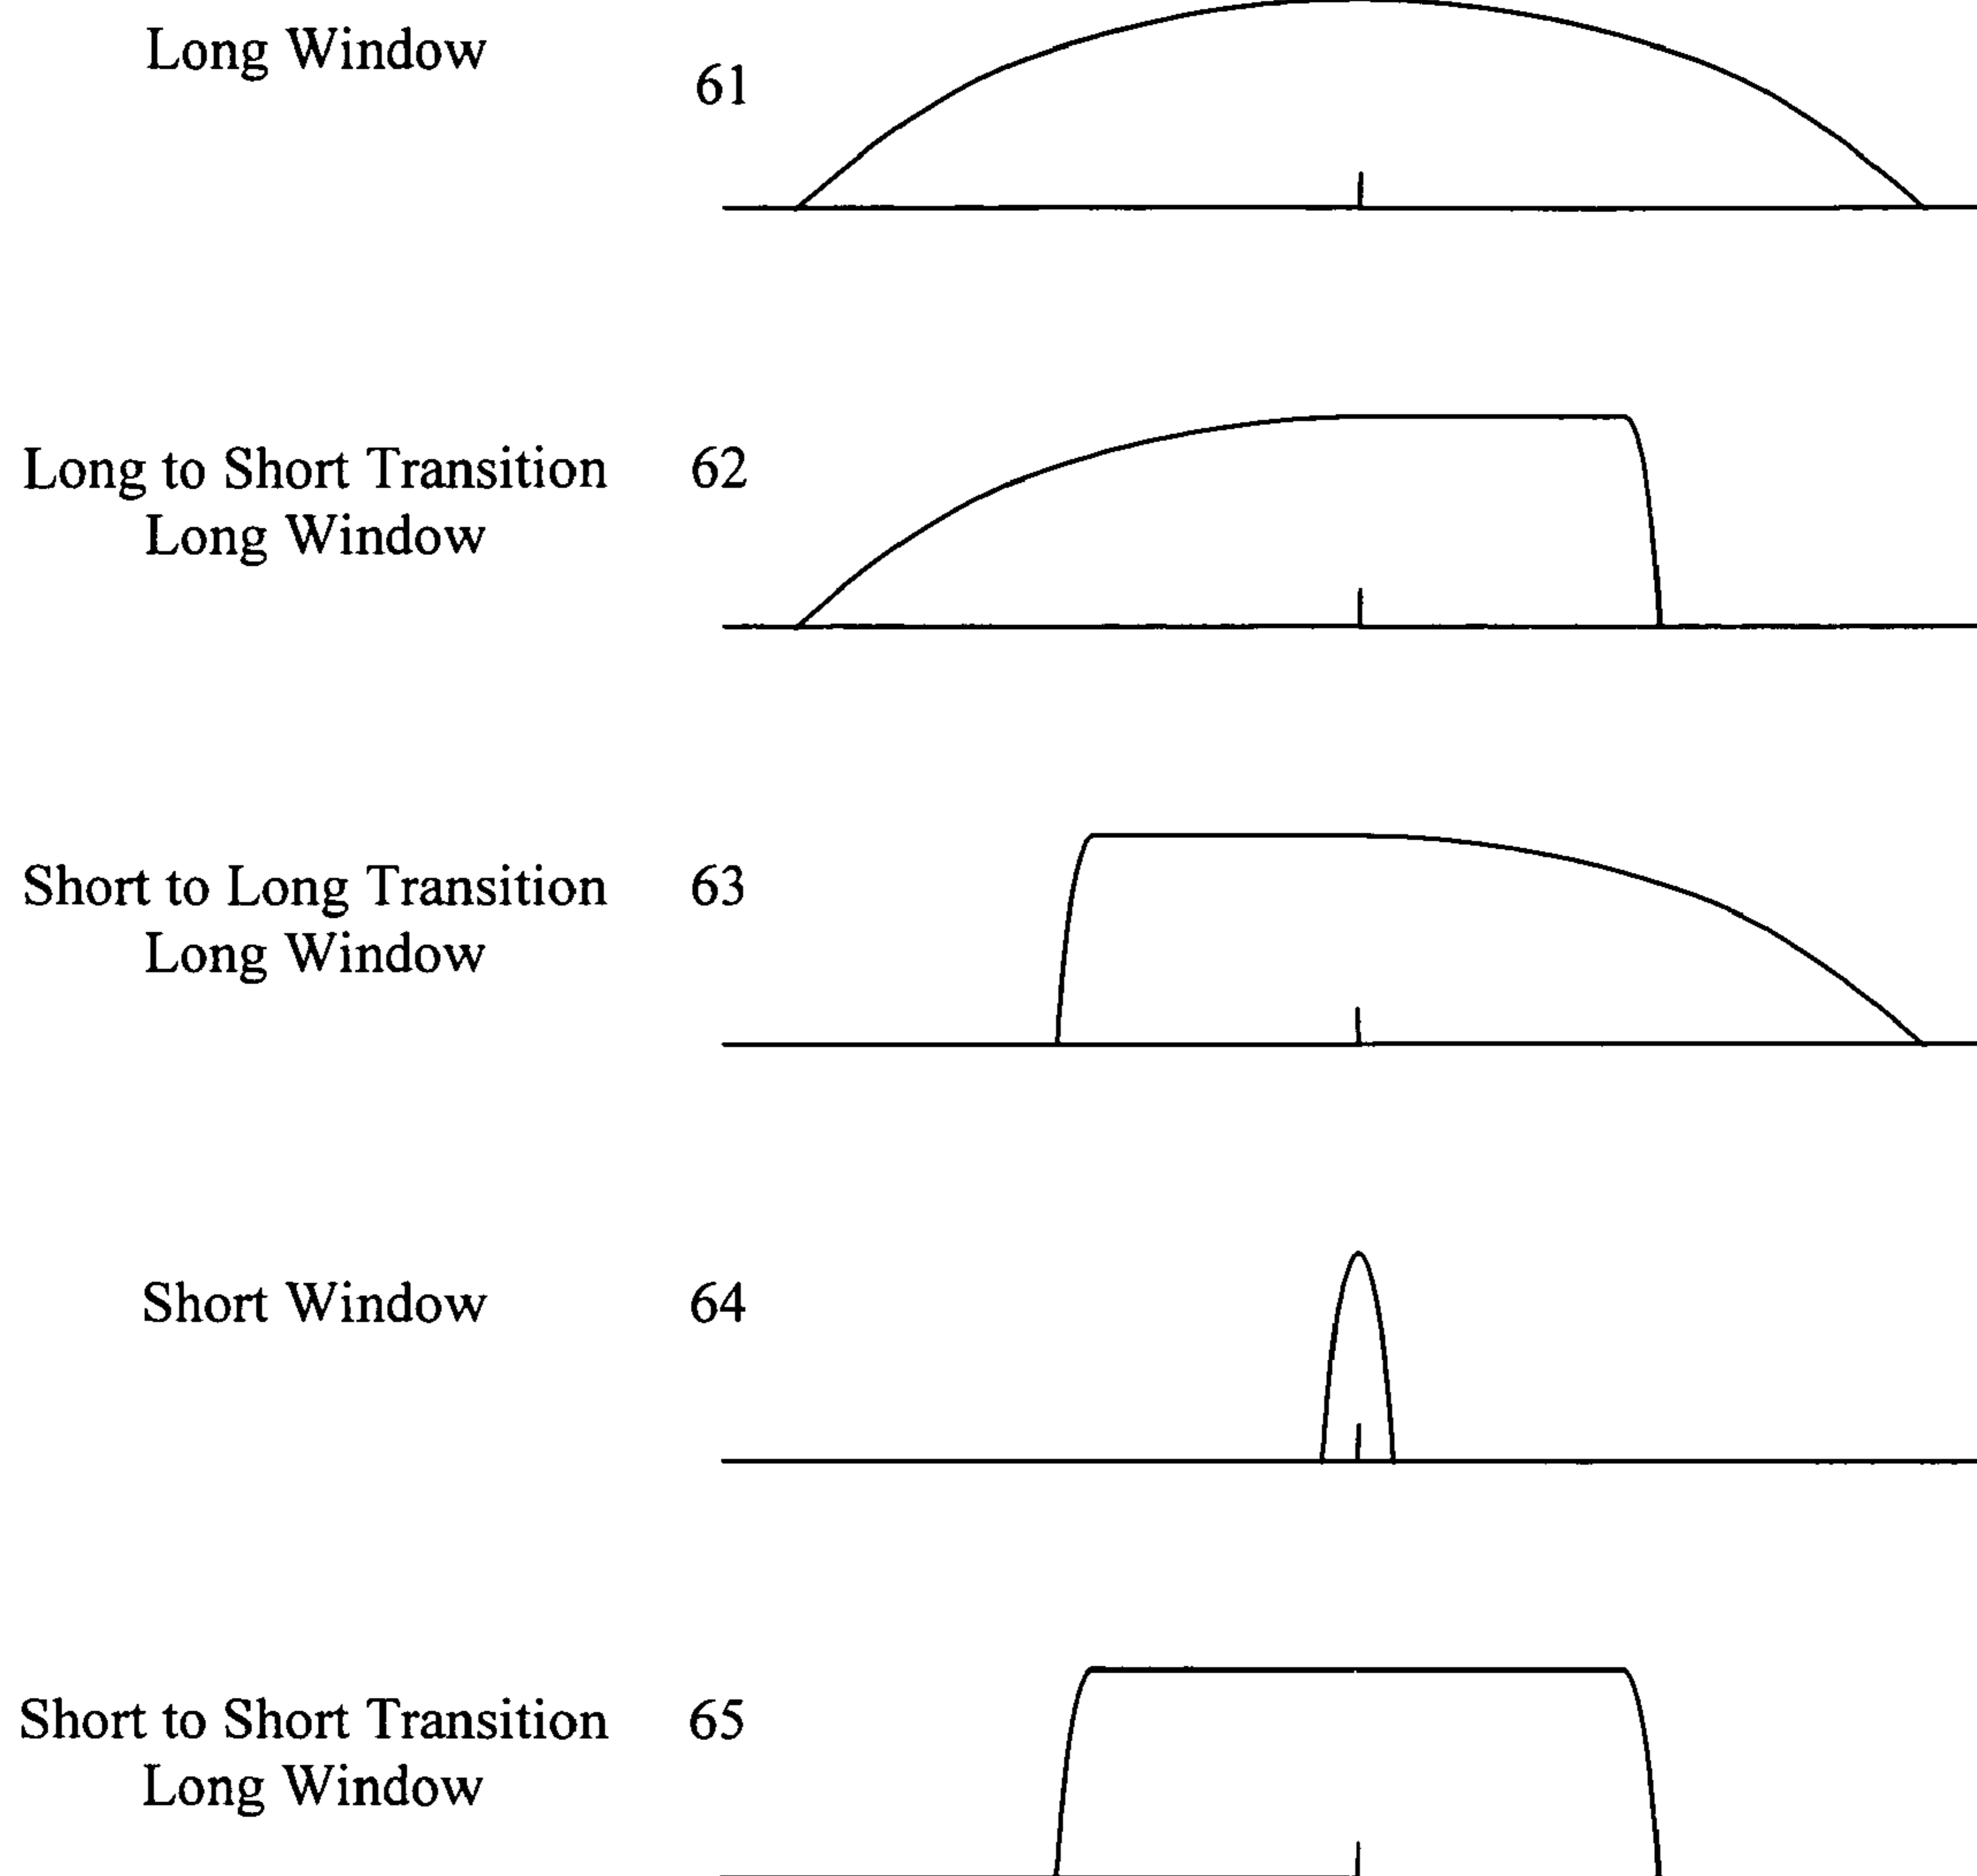 Long Window
61
Long to Short Transition
Long Window
62
Short to Long Transition
Long Window
63
Short Window
64
Short to Short Transition
Long Window
65